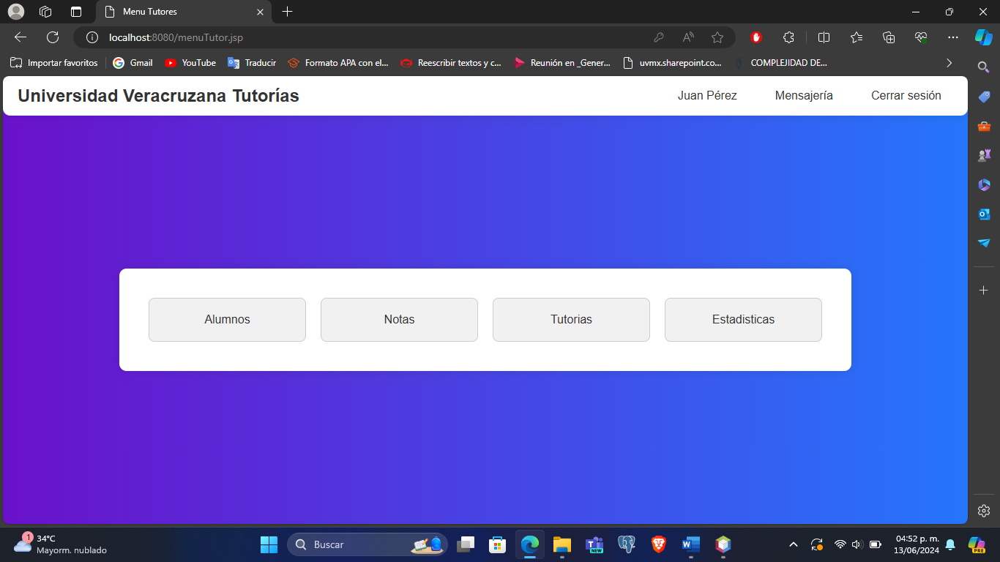 Menu Tutores
localhost:8080/menuTutor.jsp
Importar favoritos
Gmail
YouTube
Traducir
Formato APA con el...
Reescribir textos y c...
Reunión en _Gener...
uvmx.sharepoint.co...
COMPLEJIDAD DE...
Universidad Veracruzana Tutorías
Juan Pérez
Mensajería
Cerrar sesión
Alumnos
Notas
Tutorias
Estadisticas
1
34°C
Mayorm. nublado
Buscar
NEW
04:52 p. m.
13/06/2024
PRE